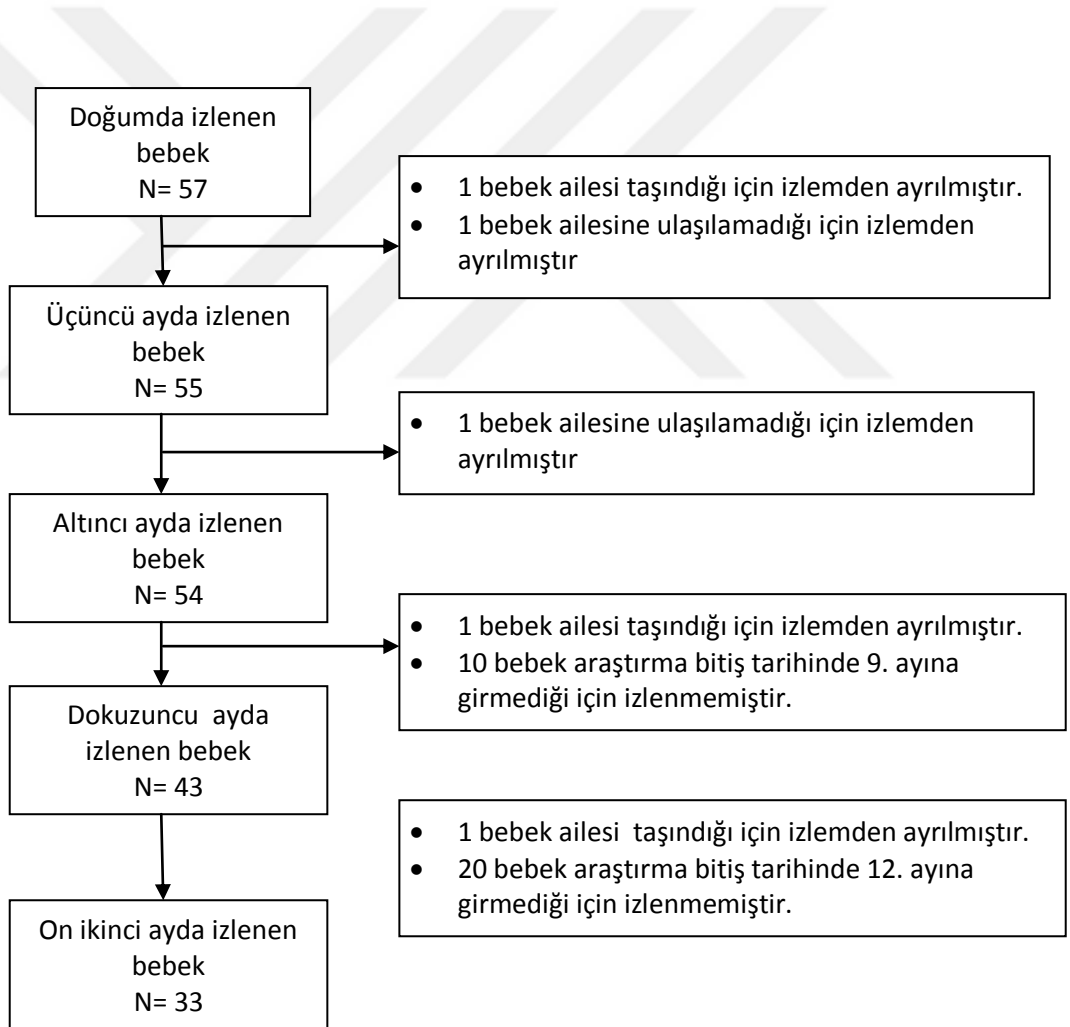 Doğumda izlenen
bebek
N= 57
• 1 bebek ailesi taşındığı için izlemden ayrılmıştır.
• 1 bebek ailesine ulaşılamadığı için izlemden
ayrılmıştır
Üçüncü ayda izlenen
bebek
N= 55
• 1 bebek ailesine ulaşılamadığı için izlemden
ayrılmıştır
Altıncı ayda izlenen
bebek
N= 54
• 1 bebek ailesi taşındığı için izlemden ayrılmıştır.
• 10 bebek araştırma bitiş tarihinde 9. ayına
girmediği için izlenmemiştir.
Dokuzuncu ayda
izlenen bebek
N= 43
• 1 bebek ailesi taşındığı için izlemden ayrılmıştır.
• 20 bebek araştırma bitiş tarihinde 12. ayına
girmediği için izlenmemiştir.
On ikinci ayda izlenen
bebek
N= 33